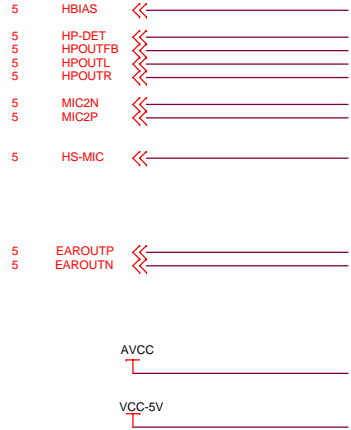 5 HBIAS
5 HP-DET
5 HPOUTFB
5 HPOUTL
5 HPOUTR
5 MIC2N
5 MIC2P
5 HS-MIC
5 EAROUTP
5 EAROUTN
AVCC
VCC-5V